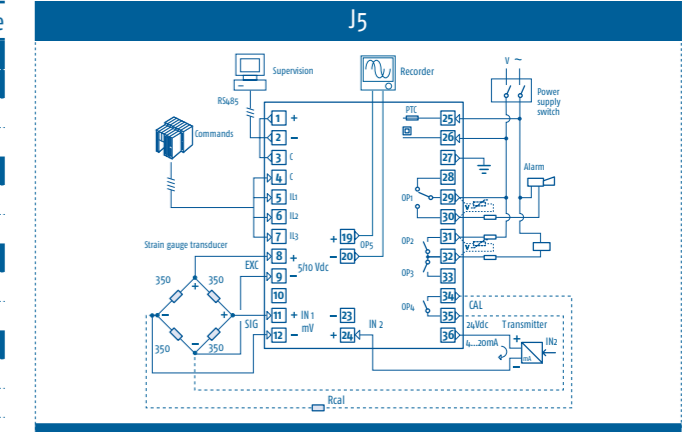 e
J5
Supervision
Recorder
V ~
Power
supply
switch
RS485
PTC
Commands
1 +
2 −
3 C
4 C
5 IL1
6 IL2
7 IL3
8 +
9 −
10
11 + IN 1
mV
12 −
5/10 Vdc
+ 19
− 20
OP5
− 23
+ 24
IN 2
25
26
27
28
29
30
31
32
33
34
35
36
OP1
OP2
OP3
OP4
Alarm
V
V
Strain gauge transducer
EXC
SIG
350
350
350
350
+
−
−
+
−
CAL
24Vdc
4...20mA
Transmitter
+
−
mA
IN2
Rcal